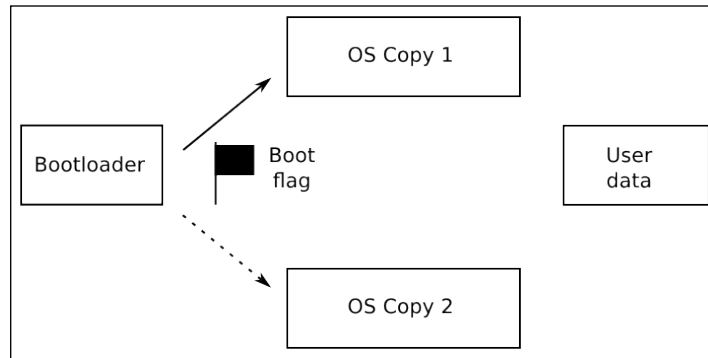 OS Copy 1
Bootloader
Boot
flag
User
data
OS Copy 2